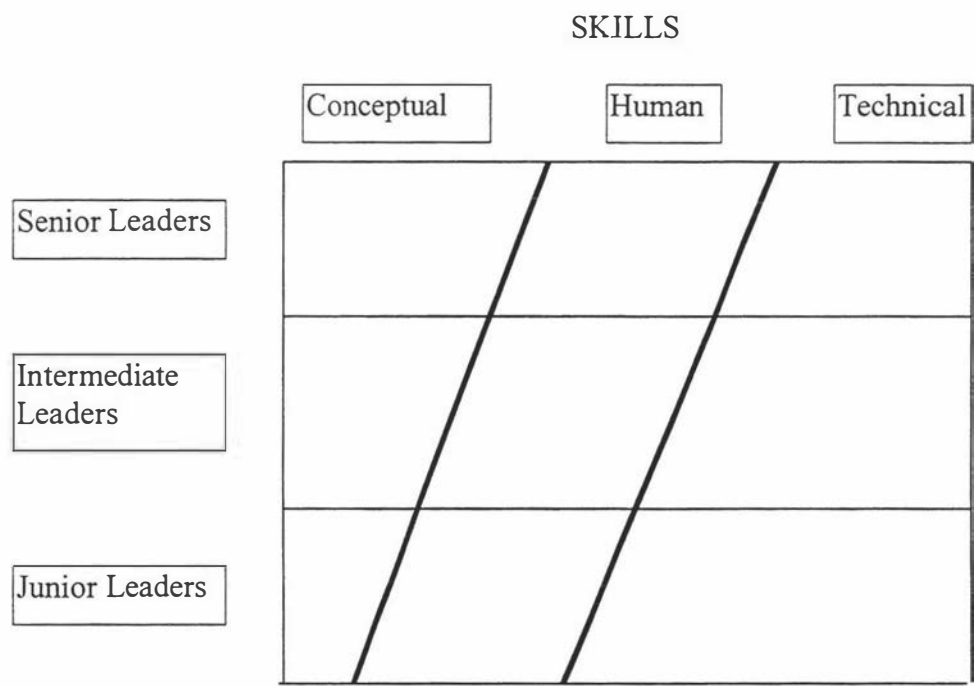 SKILLS
Conceptual
Human
Technical
Senior Leaders
Intermediate
Leaders
Junior Leaders